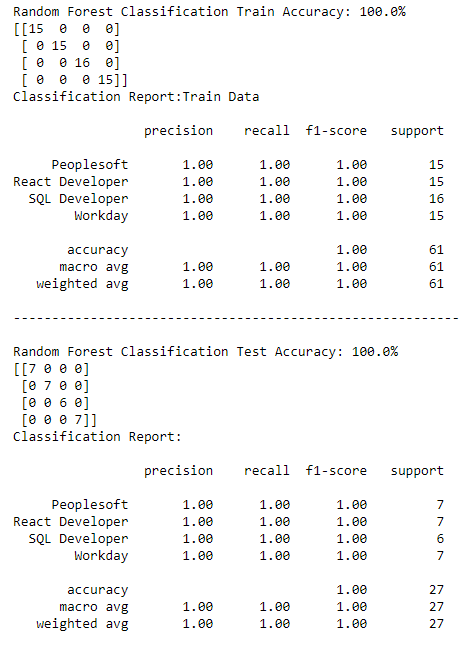 Random Forest Classification Train Accuracy: 100.0%
[[15  0  0  0]
 [ 0 15  0  0]
 [ 0  0 16  0]
 [ 0  0  0 15]]
Classification Report:Train Data
                 precision    recall  f1-score   support
     Peoplesoft       1.00      1.00      1.00        15
React Developer       1.00      1.00      1.00        15
  SQL Developer       1.00      1.00      1.00        16
        Workday       1.00      1.00      1.00        15
       accuracy                           1.00        61
      macro avg       1.00      1.00      1.00        61
   weighted avg       1.00      1.00      1.00        61
----------------------------------------------------------
Random Forest Classification Test Accuracy: 100.0%
[[7 0 0 0]
 [0 7 0 0]
 [0 0 6 0]
 [0 0 0 7]]
Classification Report:
                 precision    recall  f1-score   support
     Peoplesoft       1.00      1.00      1.00         7
React Developer       1.00      1.00      1.00         7
  SQL Developer       1.00      1.00      1.00         6
        Workday       1.00      1.00      1.00         7
       accuracy                           1.00        27
      macro avg       1.00      1.00      1.00        27
   weighted avg       1.00      1.00      1.00        27